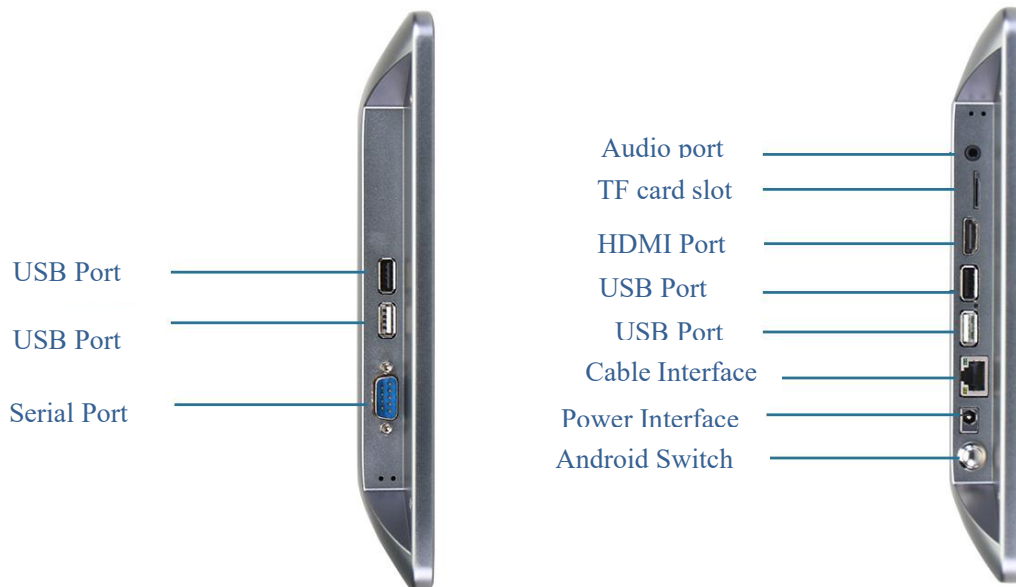 USB Port
USB Port
Serial Port
Audio port
TF card slot
HDMI Port
USB Port
USB Port
Cable Interface
Power Interface
Android Switch